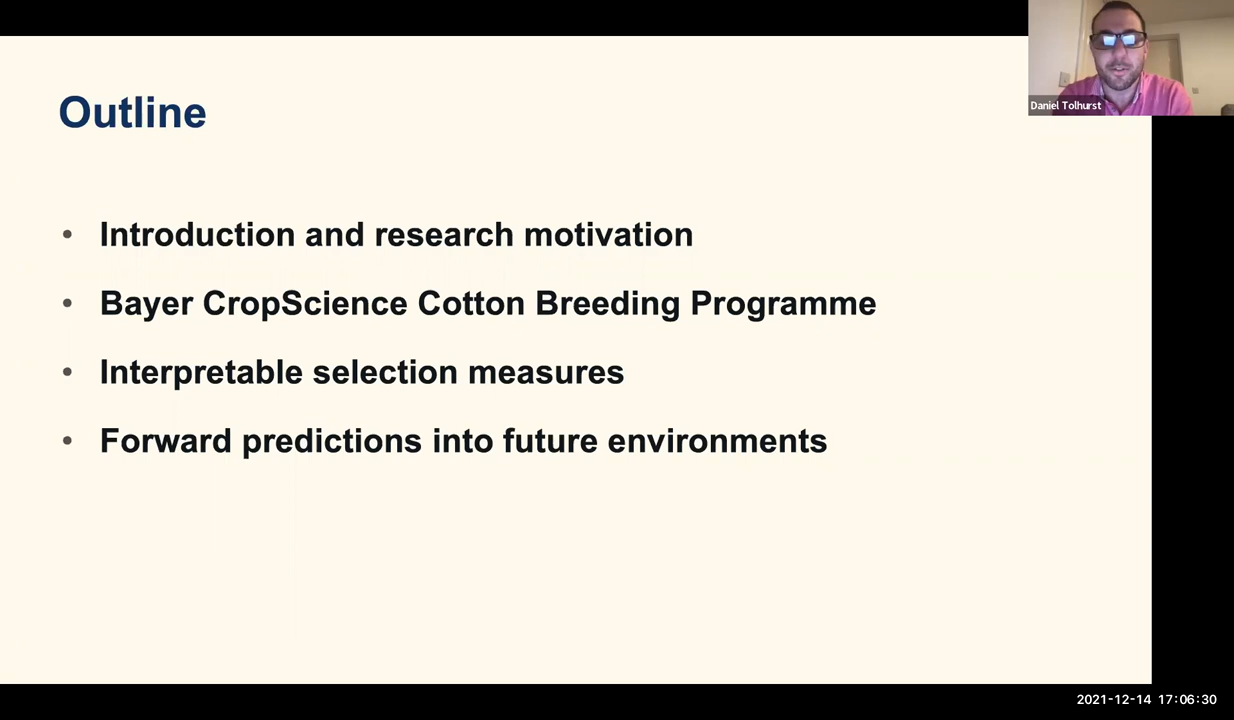 Daniel Tolhurst
Outline
• Introduction and research motivation
• Bayer CropScience Cotton Breeding Programme
• Interpretable selection measures
• Forward predictions into future environments
2021-12-14 17:06:30